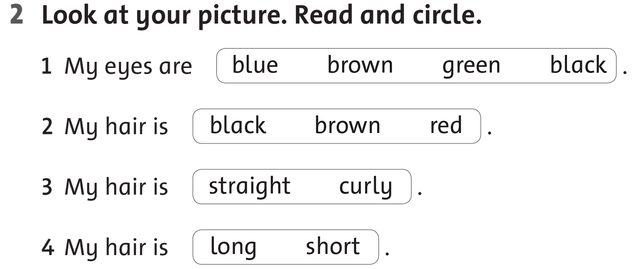 2 Look at your picture. Read and circle.
1 My eyes are blue brown green black .
2 My hair is black brown red .
3 My hair is straight curly .
4 My hair is long short .